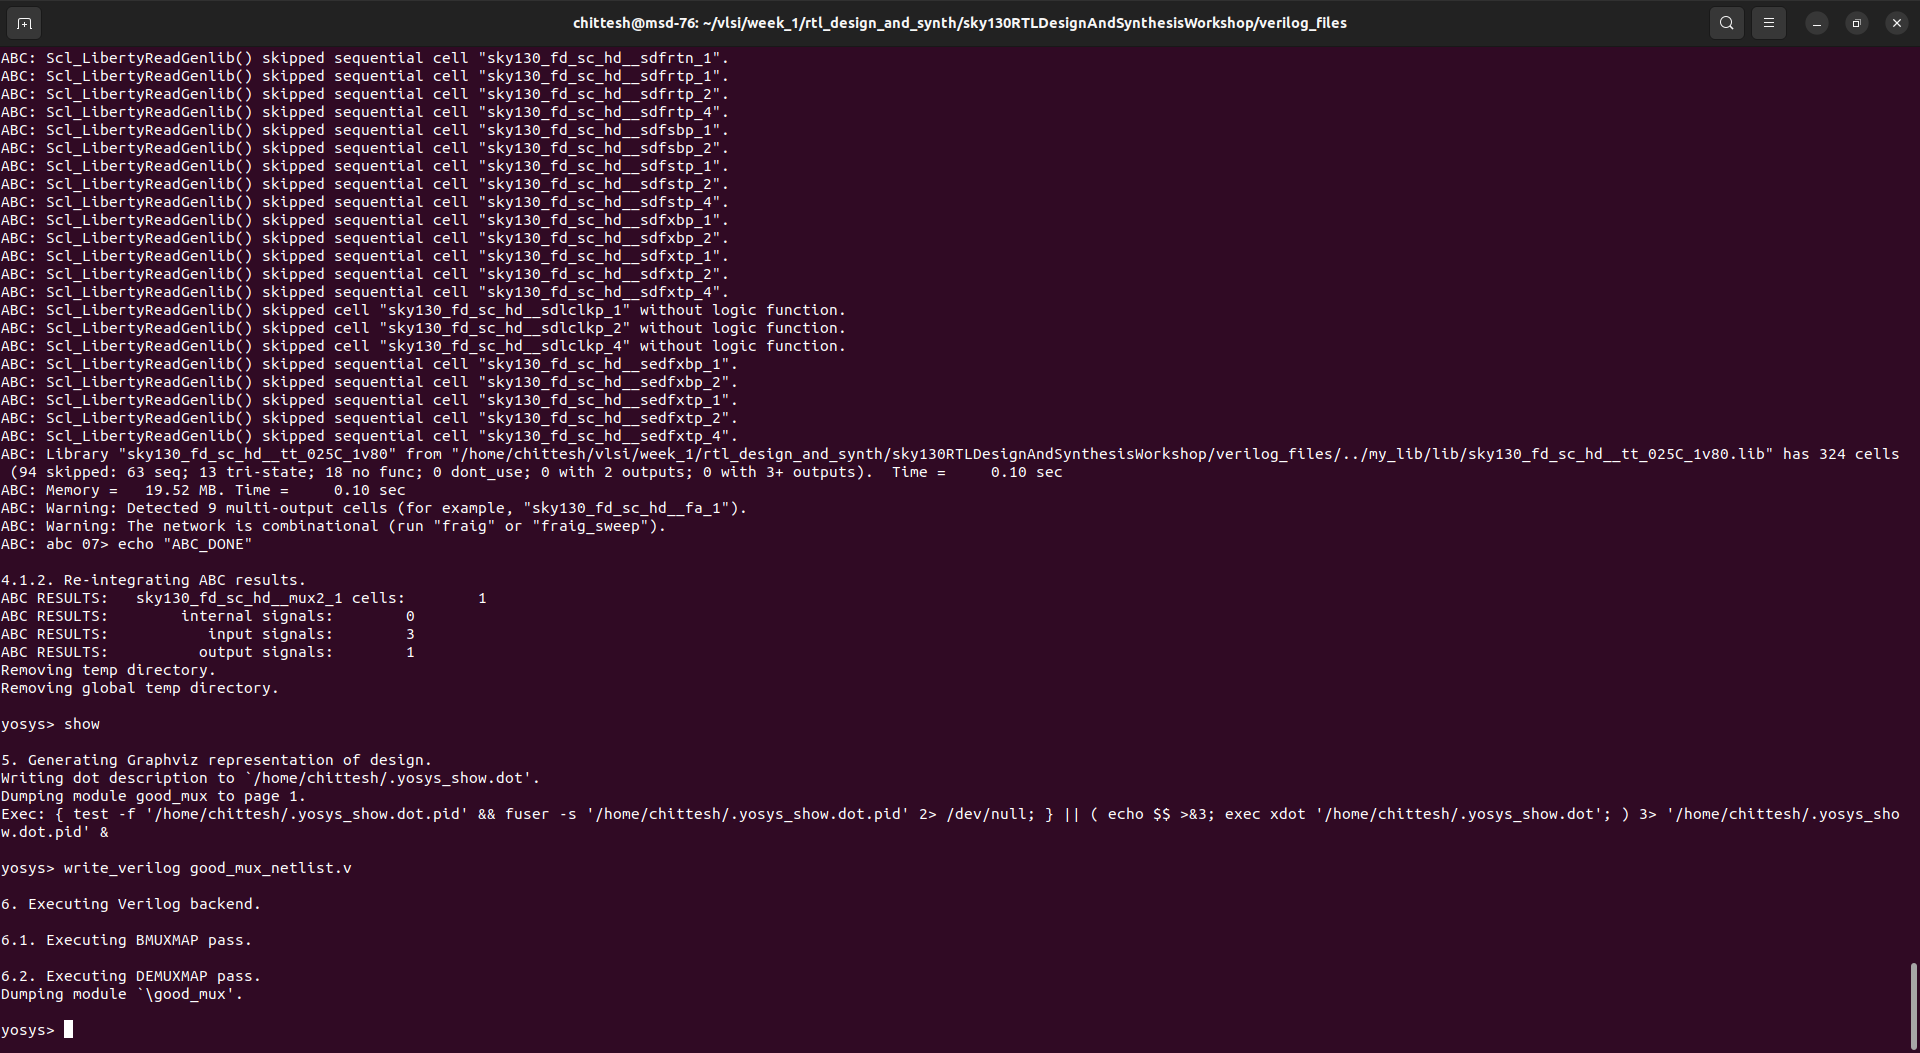 chittesh@msd-76: ~/vlsi/week_1/rtl_design_and_synth/sky130RTLDesignAndSynthesisWorkshop/verilog_files
ABC: Scl_LibertyReadGenlib() skipped sequential cell "sky130_fd_sc_hd__sdfrtn_1".
ABC: Scl_LibertyReadGenlib() skipped sequential cell "sky130_fd_sc_hd__sdfrtp_1".
ABC: Scl_LibertyReadGenlib() skipped sequential cell "sky130_fd_sc_hd__sdfrtp_2".
ABC: Scl_LibertyReadGenlib() skipped sequential cell "sky130_fd_sc_hd__sdfrtp_4".
ABC: Scl_LibertyReadGenlib() skipped sequential cell "sky130_fd_sc_hd__sdfsbp_1".
ABC: Scl_LibertyReadGenlib() skipped sequential cell "sky130_fd_sc_hd__sdfsbp_2".
ABC: Scl_LibertyReadGenlib() skipped sequential cell "sky130_fd_sc_hd__sdfstp_1".
ABC: Scl_LibertyReadGenlib() skipped sequential cell "sky130_fd_sc_hd__sdfstp_2".
ABC: Scl_LibertyReadGenlib() skipped sequential cell "sky130_fd_sc_hd__sdfstp_4".
ABC: Scl_LibertyReadGenlib() skipped sequential cell "sky130_fd_sc_hd__sdfxbp_1".
ABC: Scl_LibertyReadGenlib() skipped sequential cell "sky130_fd_sc_hd__sdfxbp_2".
ABC: Scl_LibertyReadGenlib() skipped sequential cell "sky130_fd_sc_hd__sdfxtp_1".
ABC: Scl_LibertyReadGenlib() skipped sequential cell "sky130_fd_sc_hd__sdfxtp_2".
ABC: Scl_LibertyReadGenlib() skipped sequential cell "sky130_fd_sc_hd__sdfxtp_4".
ABC: Scl_LibertyReadGenlib() skipped cell "sky130_fd_sc_hd__sdlclkp_1" without logic function.
ABC: Scl_LibertyReadGenlib() skipped cell "sky130_fd_sc_hd__sdlclkp_2" without logic function.
ABC: Scl_LibertyReadGenlib() skipped cell "sky130_fd_sc_hd__sdlclkp_4" without logic function.
ABC: Scl_LibertyReadGenlib() skipped sequential cell "sky130_fd_sc_hd__sedfxbp_1".
ABC: Scl_LibertyReadGenlib() skipped sequential cell "sky130_fd_sc_hd__sedfxbp_2".
ABC: Scl_LibertyReadGenlib() skipped sequential cell "sky130_fd_sc_hd__sedfxtp_1".
ABC: Scl_LibertyReadGenlib() skipped sequential cell "sky130_fd_sc_hd__sedfxtp_2".
ABC: Scl_LibertyReadGenlib() skipped sequential cell "sky130_fd_sc_hd__sedfxtp_4".
ABC: Library "sky130_fd_sc_hd__tt_025C_1v80" from "/home/chittesh/vlsi/week_1/rtl_design_and_synth/sky130RTLDesignAndSynthesisWorkshop/verilog_files/../my_lib/lib/sky130_fd_sc_hd__tt_025C_1v80.lib" has 324 cells
(94 skipped: 63 seq; 13 tri-state; 18 no func; 0 dont_use; 0 with 2 outputs; 0 with 3+ outputs).  Time =     0.10 sec
ABC: Memory =   19.52 MB. Time =     0.10 sec
ABC: Warning: Detected 9 multi-output cells (for example, "sky130_fd_sc_hd__fa_1").
ABC: Warning: The network is combinational (run "fraig" or "fraig_sweep").
ABC: abc 07> echo "ABC_DONE"
4.1.2. Re-integrating ABC results.
ABC RESULTS:   sky130_fd_sc_hd__mux2_1 cells:        1
ABC RESULTS:        internal signals:        0
ABC RESULTS:           input signals:        3
ABC RESULTS:          output signals:        1
Removing temp directory.
Removing global temp directory.
yosys> show
5. Generating Graphviz representation of design.
Writing dot description to `/home/chittesh/.yosys_show.dot'.
Dumping module good_mux to page 1.
Exec: { test -f '/home/chittesh/.yosys_show.dot.pid' && fuser -s '/home/chittesh/.yosys_show.dot.pid' 2> /dev/null; } || ( echo $$ >&3; exec xdot '/home/chittesh/.yosys_show.dot'; ) 3> '/home/chittesh/.yosys_sho
w.dot.pid' &
yosys> write_verilog good_mux_netlist.v
6. Executing Verilog backend.
6.1. Executing BMUXMAP pass.
6.2. Executing DEMUXMAP pass.
Dumping module `\good_mux'.
yosys>